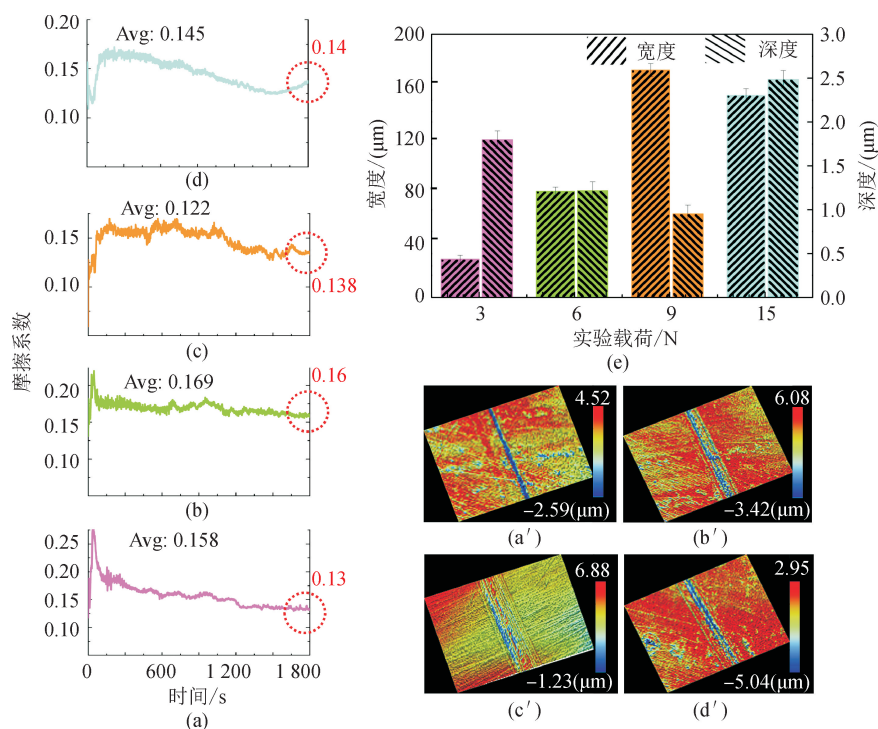 0.20
Avg: 0.145
0.14
0.15
0.10
(d)
Avg: 0.122
0.15
0.10
0.138
(c)
摩擦系数
0.20
Avg: 0.169
0.16
0.15
0.10
(b)
0.25
Avg: 0.158
0.20
0.13
0.15
0.10
0 600 1 200 1 800
时间/s
(a)
200 3.0
宽度 深度
160 2.5
2.0
120
宽度/(μm) 深度/(μm)
1.5
80
1.0
40
0.5
0 0.0
3 6 9 15
实验载荷/N
(e)
4.52
−2.59(μm)
(a′)
6.08
−3.42(μm)
(b′)
6.88
−1.23(μm)
(c′)
2.95
−5.04(μm)
(d′)